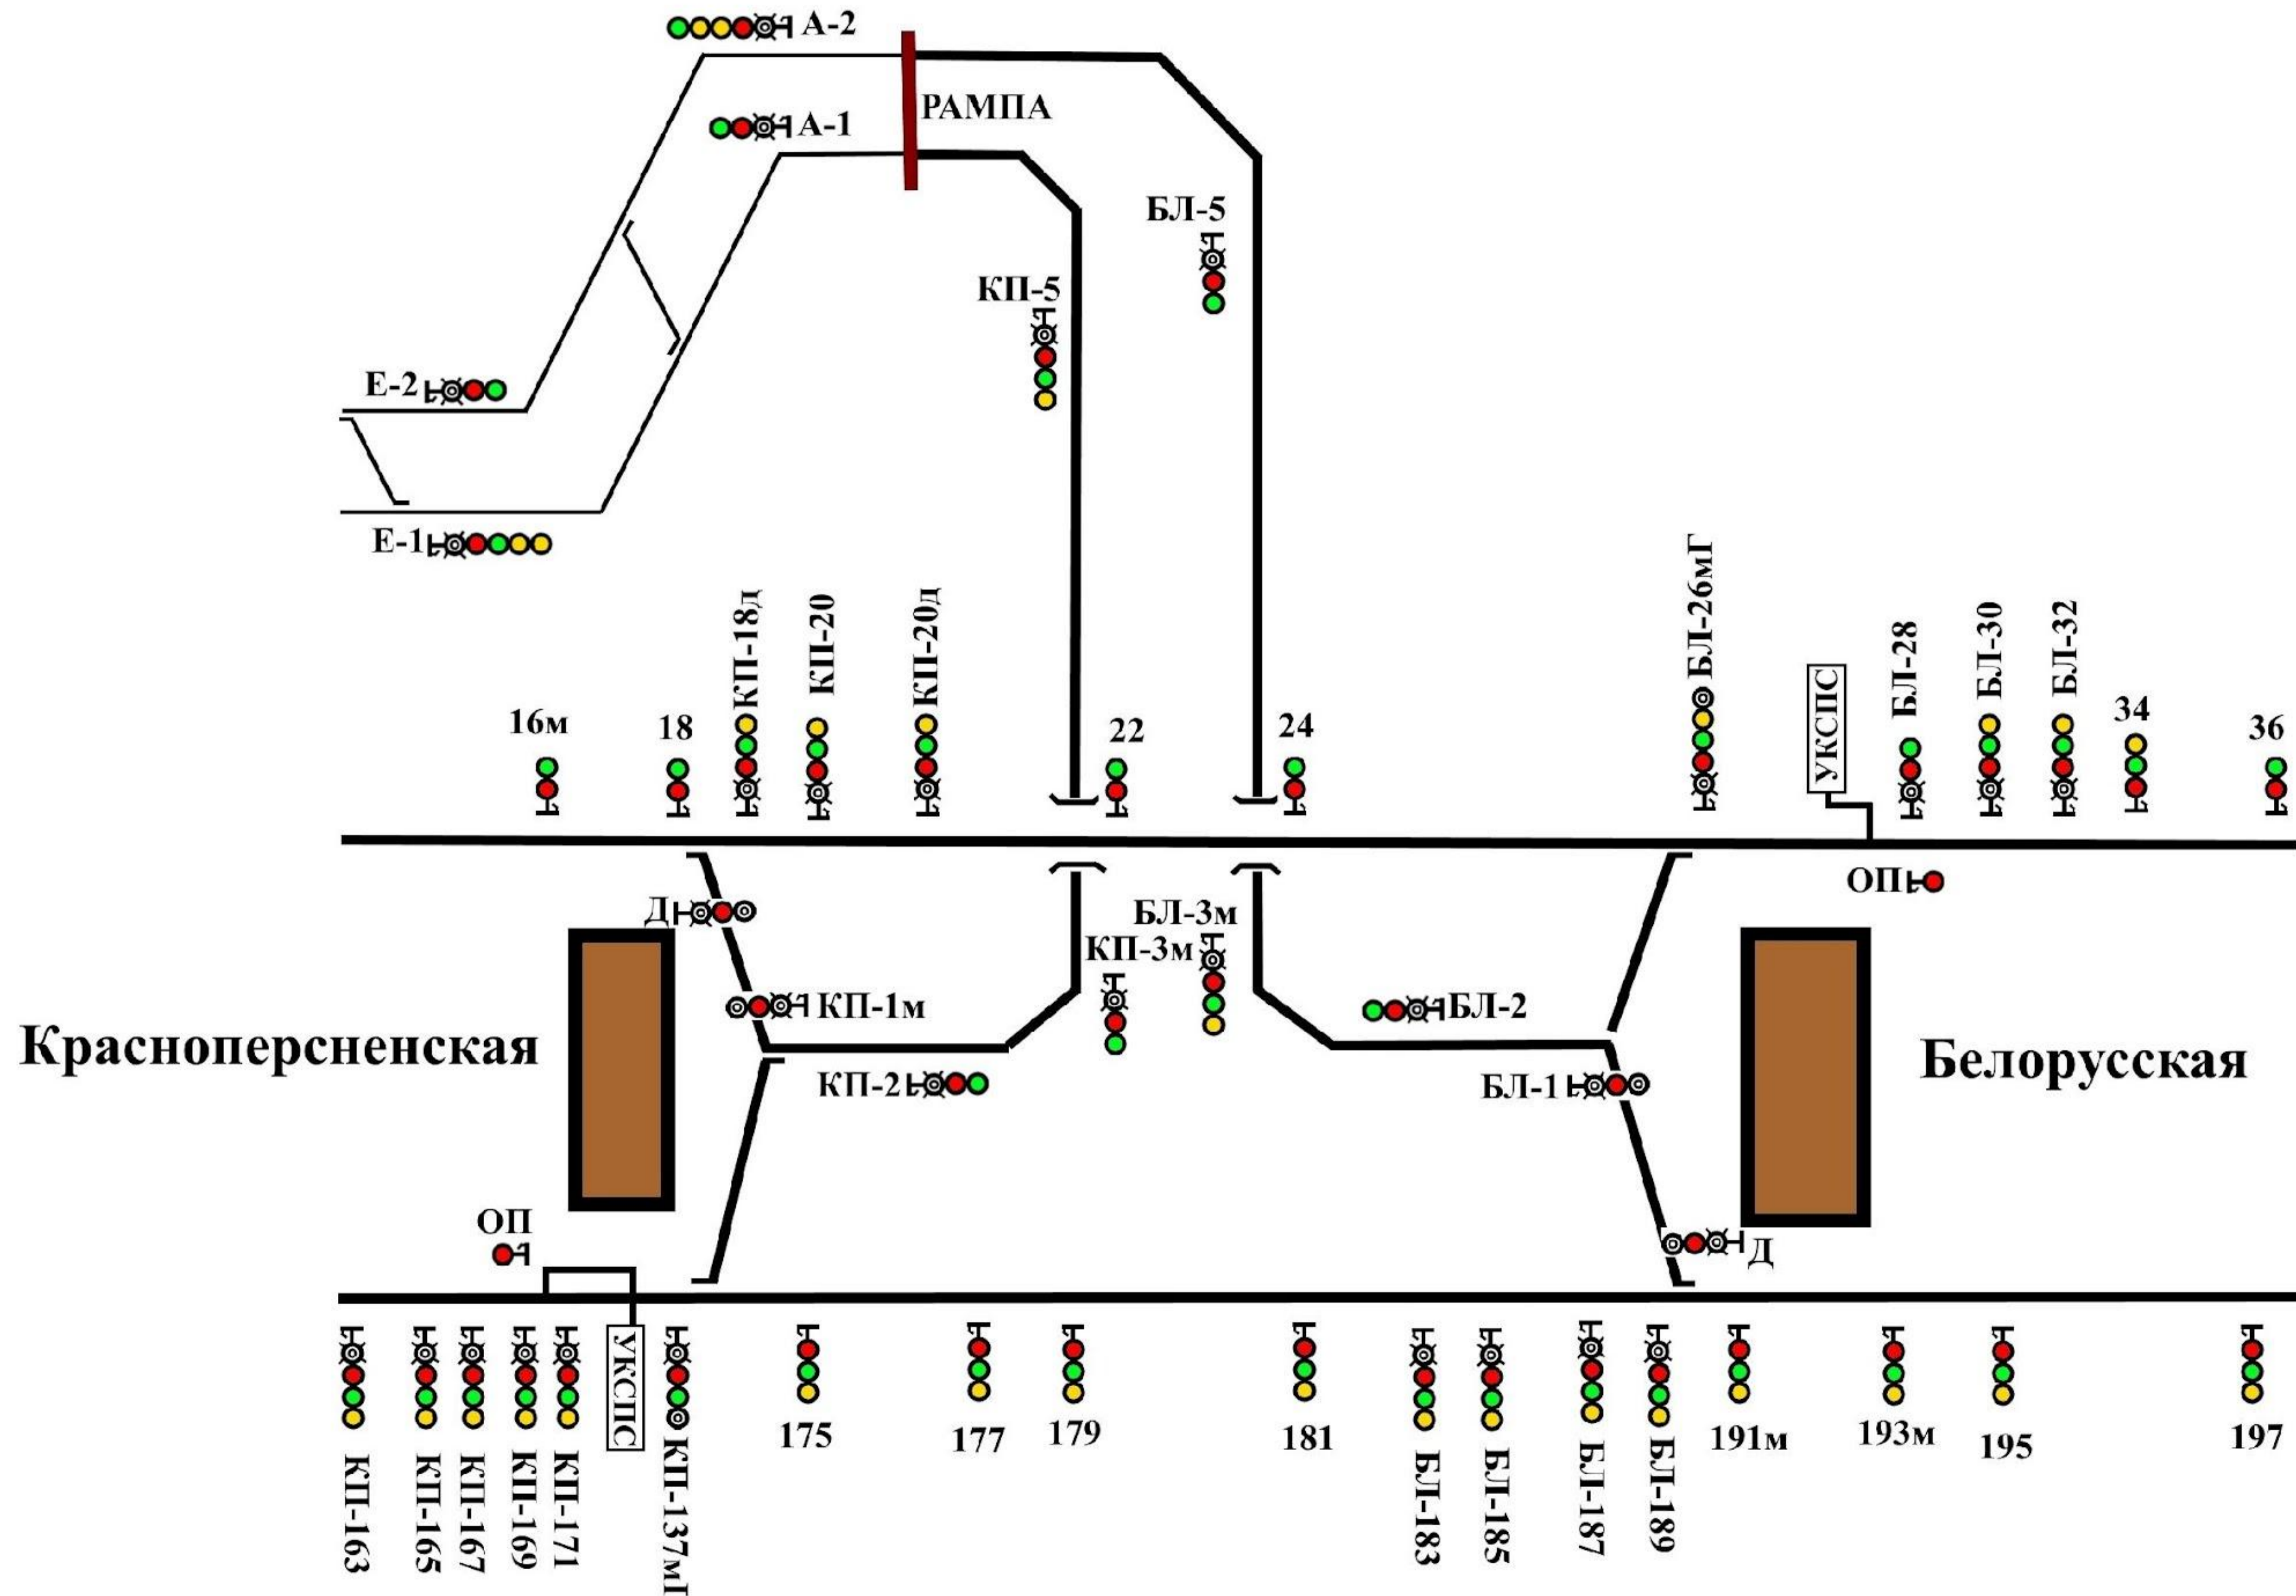 А-2
А-1
РАМПА
БЛ-5
КП-5
Е-2
Е-1
16м
18
КП-18д
КП-20
КП-20д
22
24
БЛ-26мГ
УКСПС
БЛ-28
БЛ-30
БЛ-32
34
36
ОП
Д
БЛ-3м
КП-3м
КП-1м
БЛ-2
Красноперсненская
Белорусская
КП-2
БЛ-1
ОП
Д
УКСПС
175
177
179
181
191м
193м
195
197
КП-163
КП-165
КП-167
КП-169
КП-171
КП-137мГ
БЛ-183
БЛ-185
БЛ-187
БЛ-189